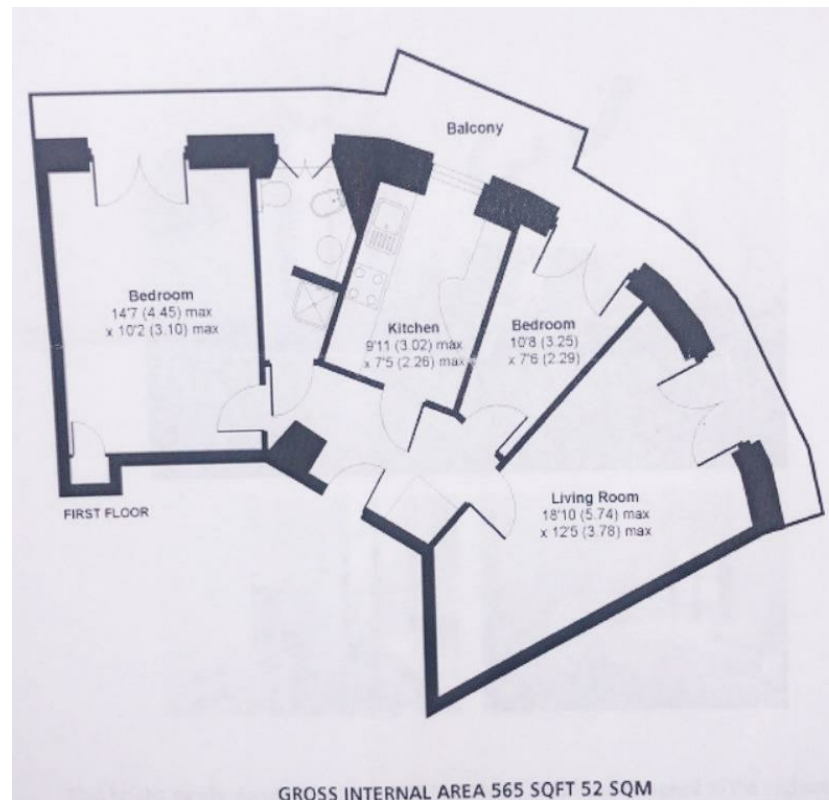 Balcony
Bedroom
14'7 (4.45) max
x 10'2 (3.10) max
Kitchen
9'11 (3.02) max
x 7'5 (2.26) max
Bedroom
10'8 (3.25)
x 7'6 (2.29)
Living Room
18'10 (5.74) max
x 12'5 (3.78) max
FIRST FLOOR
GROSS INTERNAL AREA 565 SQFT 52 SQM